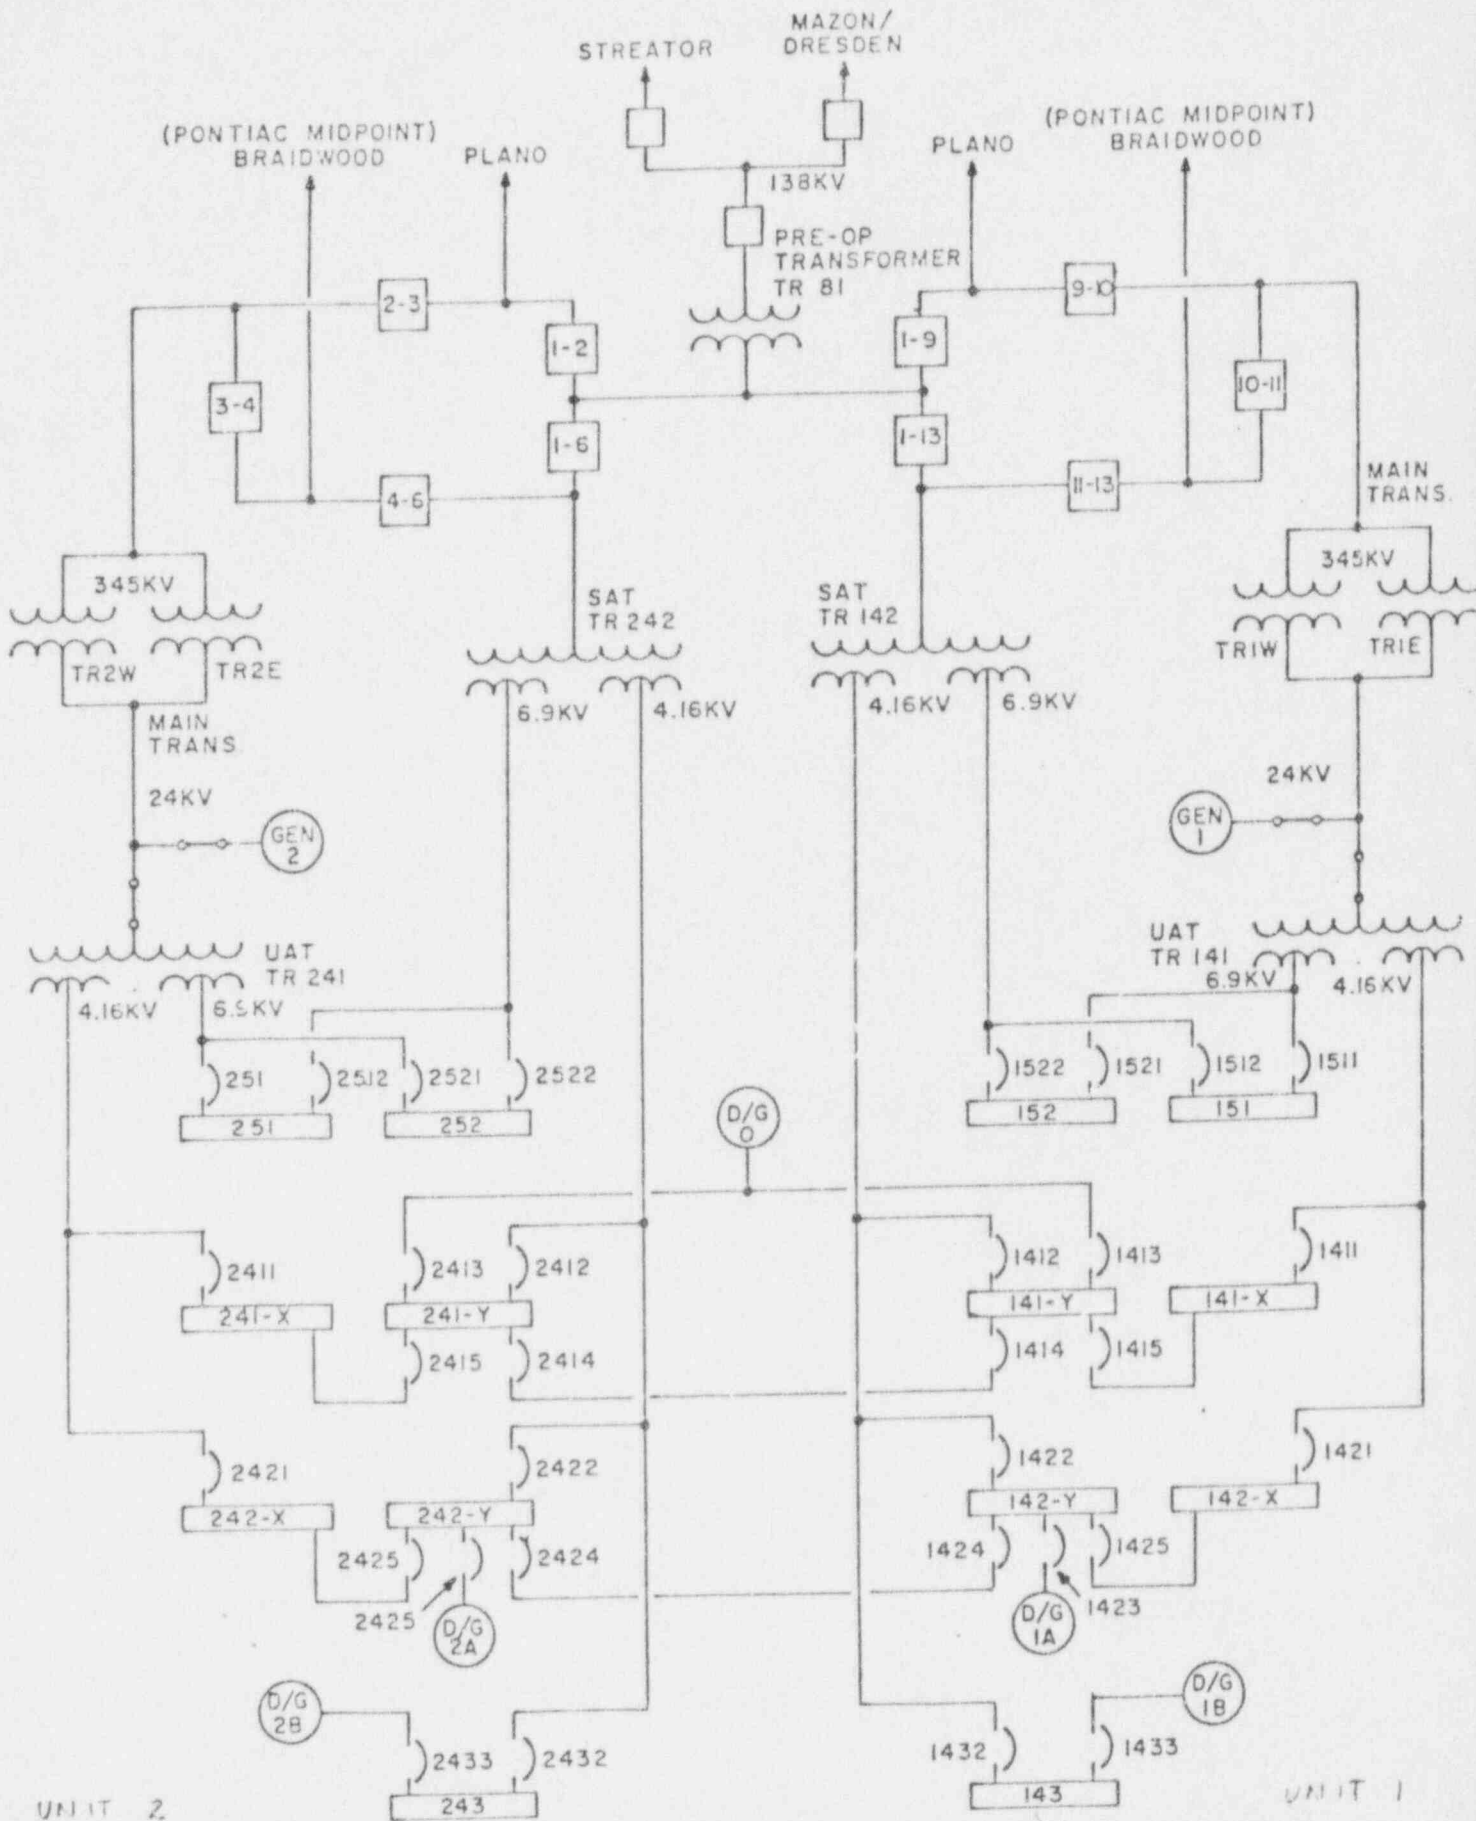 MAZON/
DRESDEN
STREATOR
(PONTIAC MIDPOINT)
BRAIDWOOD
PLANO
PLANO
(PONTIAC MIDPOINT)
BRAIDWOOD
138KV
PRE-OP
TRANSFORMER
TR 81
2-3
1-2
1-9
9-10
3-4
10-11
1-6
1-13
4-6
11-13
MAIN
TRANS.
345KV
345KV
SAT
TR 242
SAT
TR 142
TR2W
TR2E
TR1W
TR1E
6.9KV
4.16KV
4.16KV
6.9KV
MAIN
TRANS
24KV
24KV
GEN
2
GEN
1
UAT
TR 241
UAT
TR 141
4.16KV
6.9KV
6.9KV
4.16KV
251
2512
2521
2522
1522
1521
1512
1511
251
252
152
151
D/G
0
2411
2413
2412
1412
1413
1411
241-X
241-Y
141-Y
141-X
2415
2414
1414
1415
2421
2422
1422
1421
242-X
242-Y
142-Y
142-X
2425
2424
1424
1425
2425
D/G
2A
D/G
1A
1423
D/G
2B
D/G
1B
2433
2432
1432
1433
243
143
UNIT 2
UNIT 1